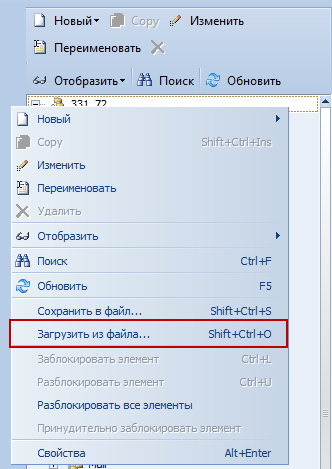 Новый Copy Изменить
Переименовать
Отобразить Поиск Обновить
331_72
Новый
Copy Shift+Ctrl+Ins
Изменить
Переименовать
Удалить
Отобразить
Поиск Ctrl+F
Обновить F5
Сохранить в файл... Shift+Ctrl+S
Загрузить из файла... Shift+Ctrl+O
Заблокировать элемент Ctrl+L
Разблокировать элемент Ctrl+U
Разблокировать все элементы
Принудительно заблокировать элемент
Свойства Alt+Enter